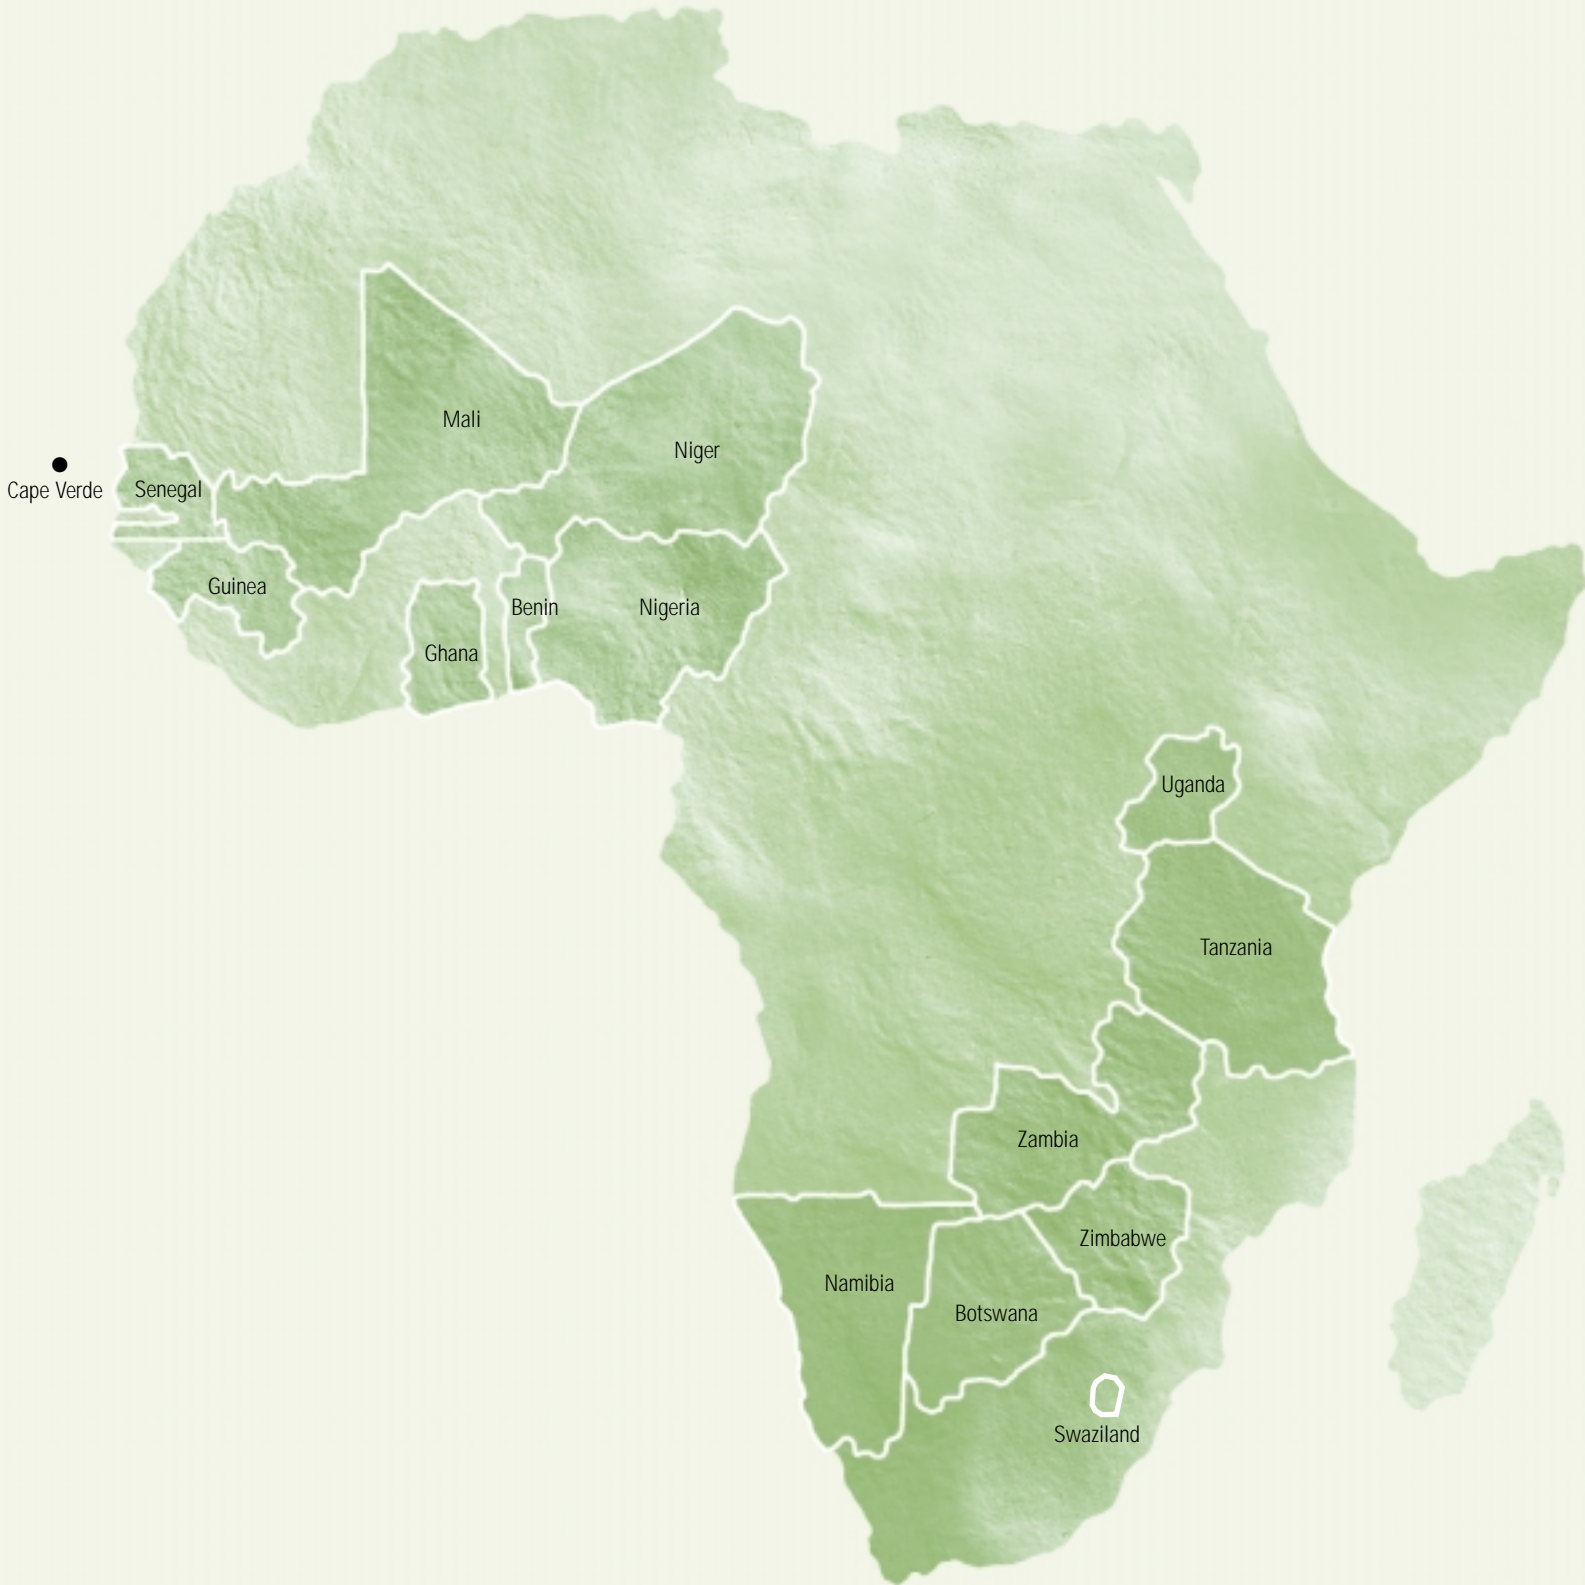 Mali
Niger
Cape Verde
Senegal
Guinea
Benin
Nigeria
Ghana
Uganda
Tanzania
Zambia
Zimbabwe
Namibia
Botswana
Swaziland